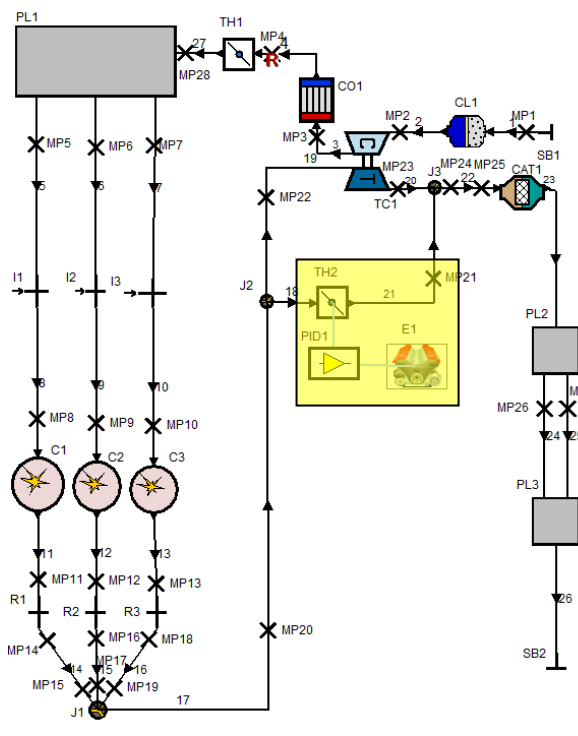 PL1
TH1
27
MP4
4
R
MP28
CO1
CL1
MP2
2
1
MP1
MP3
3
19
C
SB1
MP5
MP6
MP7
MP23
T
J3
MP24
MP25
CAT1
TC1
20
22
23
5
6
7
MP22
I1
I2
I3
J2
18
TH2
21
MP21
PID1
E1
PL2
8
9
10
MP8
MP9
MP10
MP26
M
24
25
C1
C2
C3
PL3
11
12
13
MP11
MP12
MP13
R1
R2
R3
26
MP14
MP16
MP18
MP20
MP17
14
15
16
MP15
MP19
SB2
17
J1